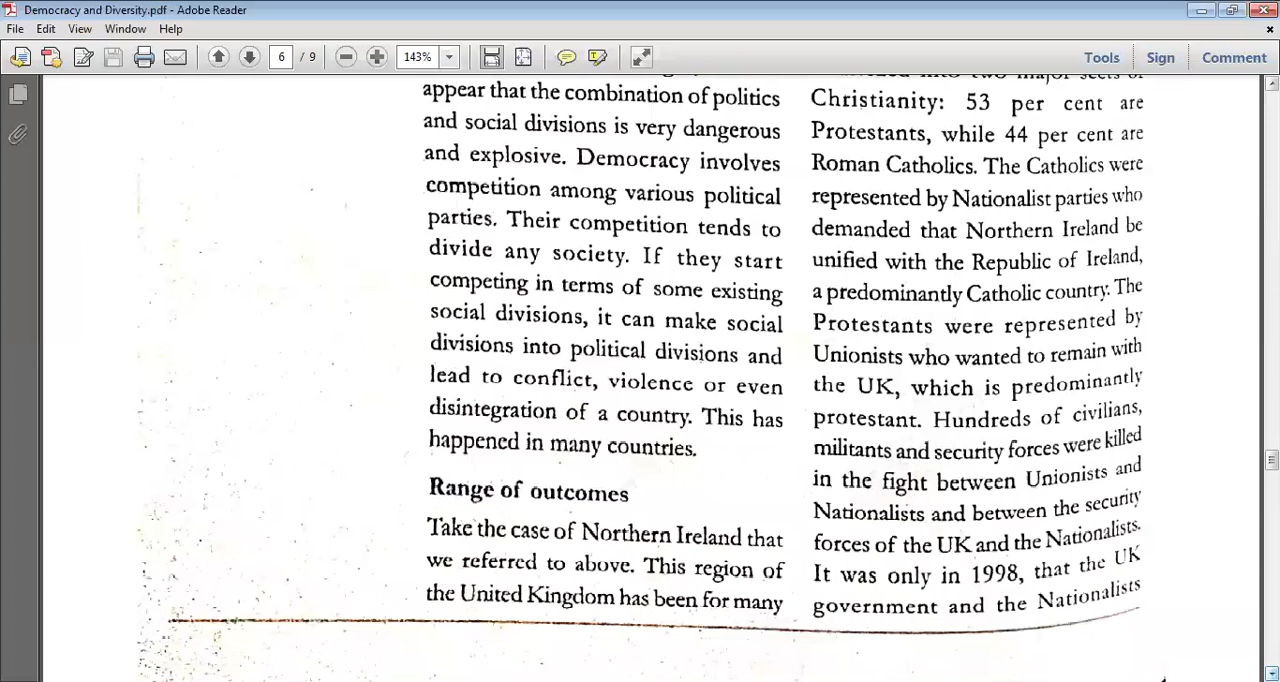 Democracy and Diversity.pdf - Adobe Reader
File Edit View Window Help
6 / 9
143%
Tools Sign Comment
appear that the combination of politics
and social divisions is very dangerous
and explosive. Democracy involves
competition among various political
parties. Their competition tends to
divide any society. If they start
competing in terms of some existing
social divisions, it can make social
divisions into political divisions and
lead to conflict, violence or even
disintegration of a country. This has
happened in many countries.
Range of outcomes
Take the case of Northern Ireland that
we referred to above. This region of
the United Kingdom has been for many
into two major sects of
Christianity: 53 per cent are
Protestants, while 44 per cent are
Roman Catholics. The Catholics were
represented by Nationalist parties who
demanded that Northern Ireland be
unified with the Republic of Ireland,
a predominantly Catholic country. The
Protestants were represented by
Unionists who wanted to remain with
the UK, which is predominantly
protestant. Hundreds of civilians,
militants and security forces were killed
in the fight between Unionists and
Nationalists and between the security
forces of the UK and the Nationalists.
It was only in 1998, that the UK
government and the Nationalists